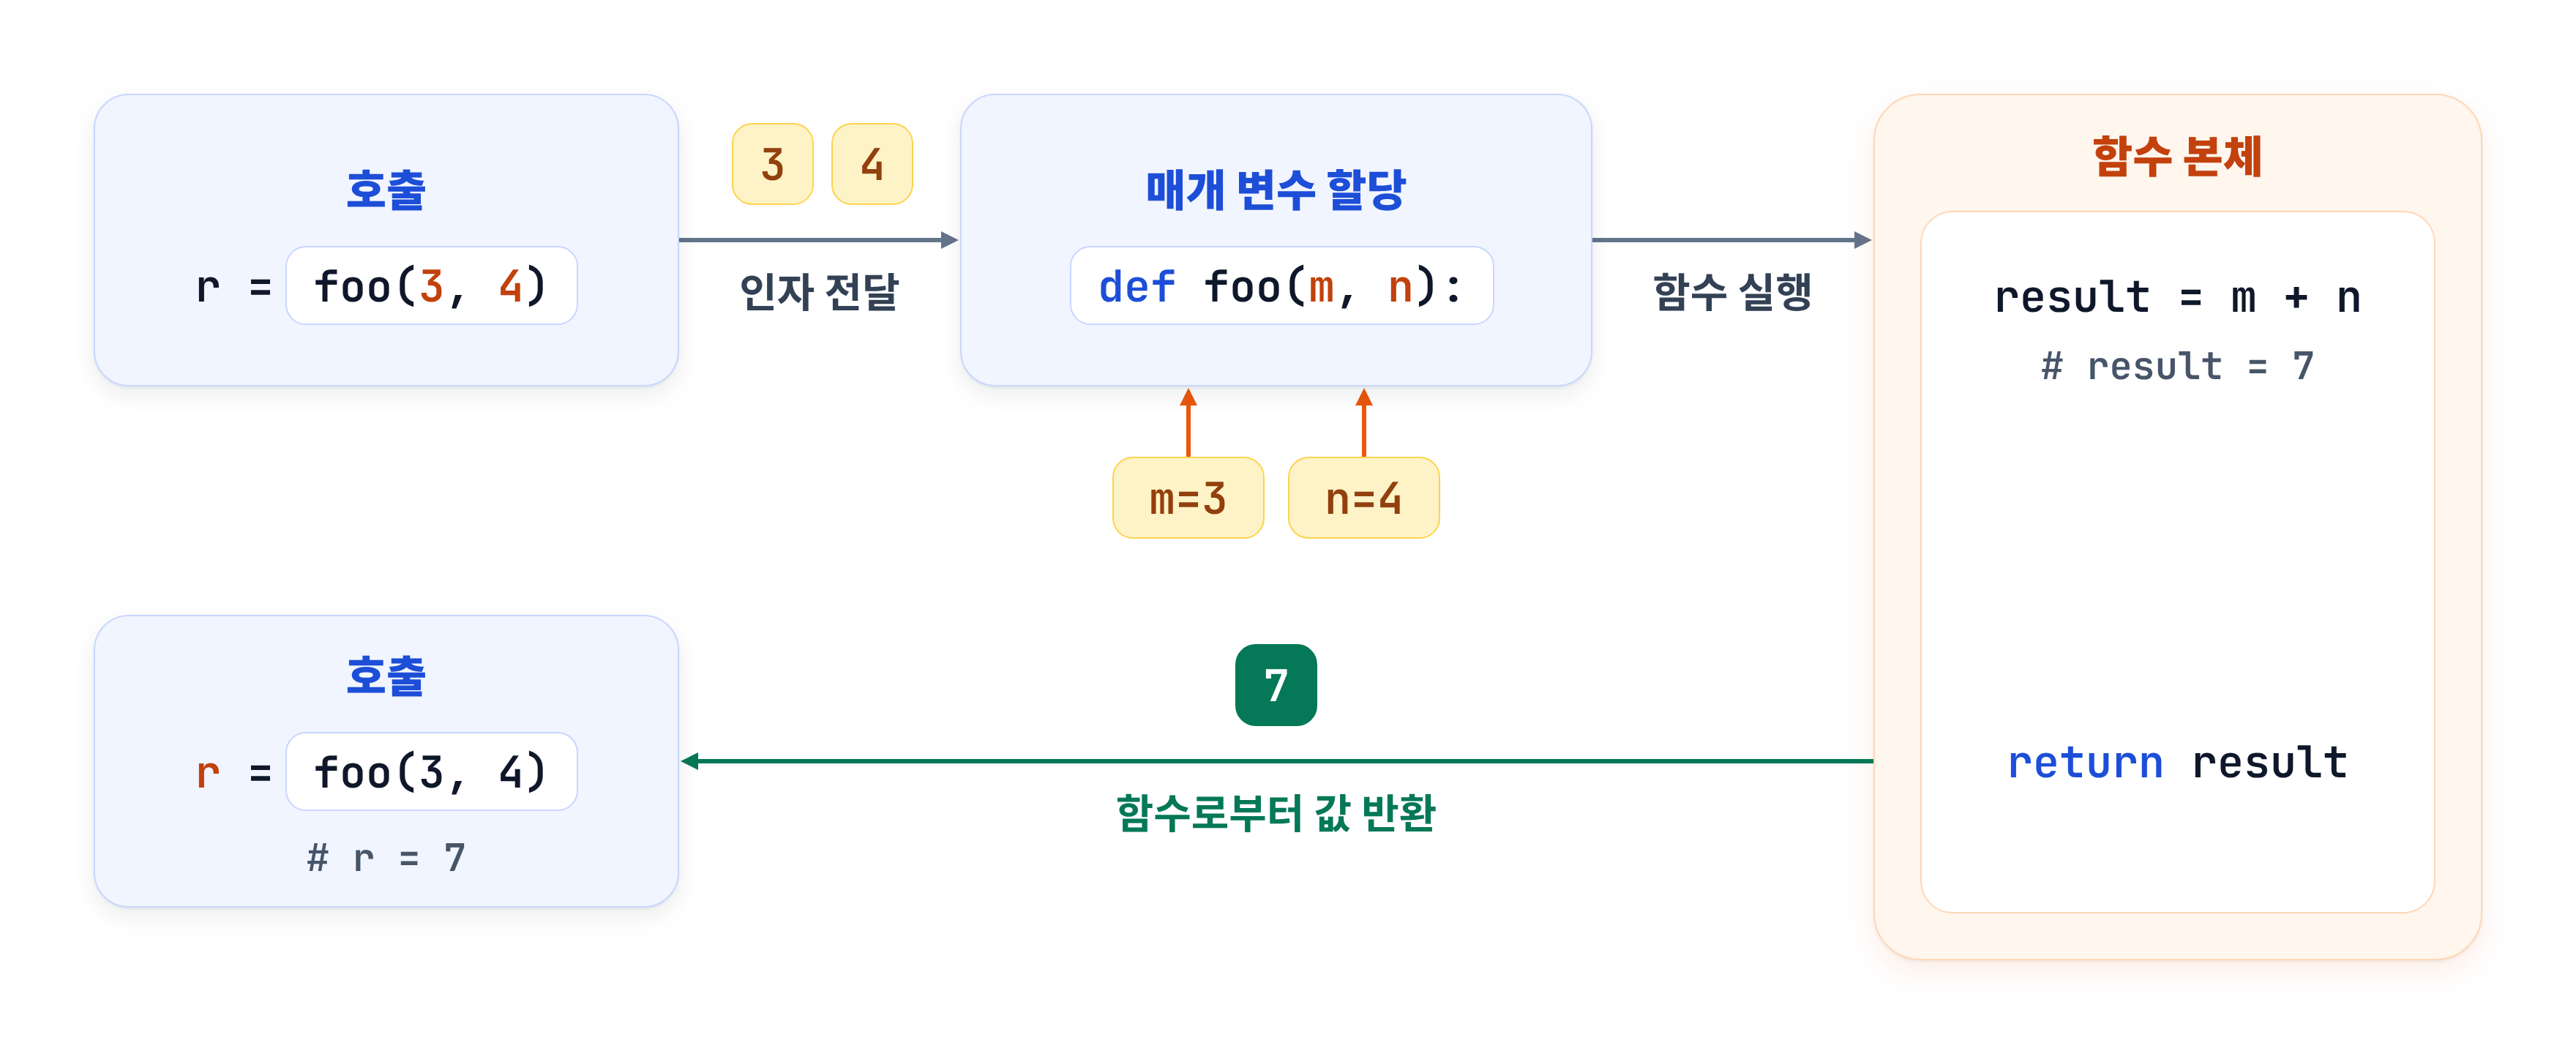 호출
r = foo(3, 4)
3 4
인자 전달
매개 변수 할당
def foo(m, n):
m=3 n=4
함수 실행
함수 본체
result = m + n
# result = 7
return result
7
함수로부터 값 반환
호출
r = foo(3, 4)
# r = 7